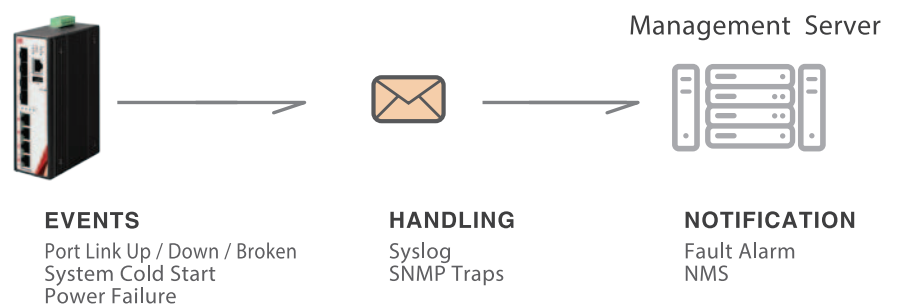 Management Server
EVENTS
Port Link Up / Down / Broken
System Cold Start
Power Failure
HANDLING
Syslog
SNMP Traps
NOTIFICATION
Fault Alarm
NMS